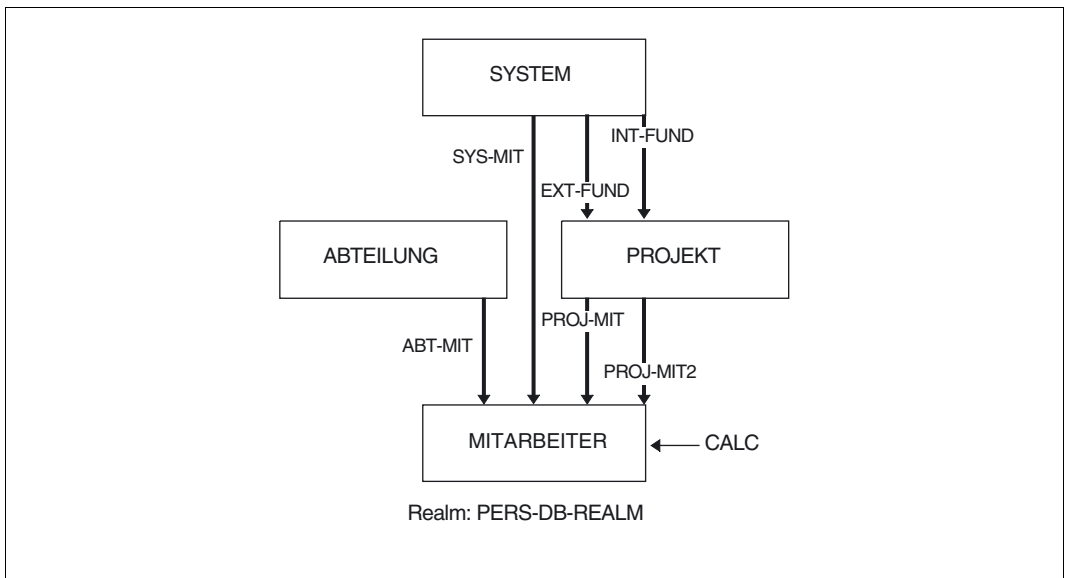 SYSTEM
INT-FUND
SYS-MIT
EXT-FUND
ABTEILUNG
PROJEKT
PROJ-MIT
ABT-MIT
PROJ-MIT2
MITARBEITER
CALC
Realm: PERS-DB-REALM